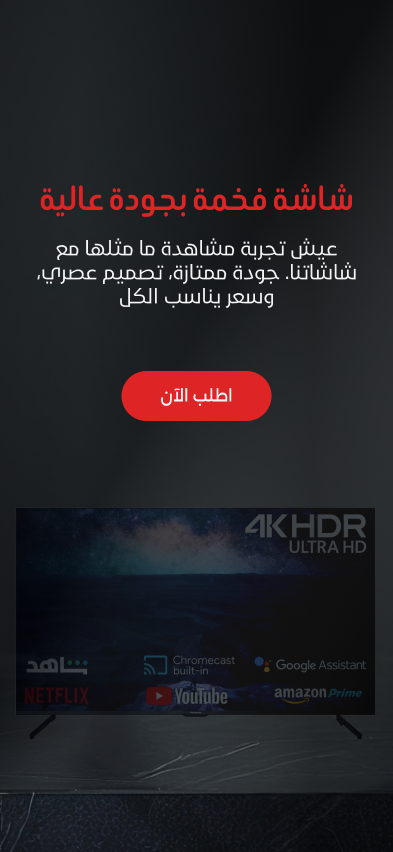 شاشة فخمة بجودة عالية
عيش تجربة مشاهدة ما مثلها مع
شاشاتنا. جودة ممتازة، تصميم عصري،
وسعر يناسب الكل
اطلب الآن
4K HDR
ULTRA HD
شاهد
Chromecast
built-in
Google Assistant
NETFLIX
YouTube
amazon Prime